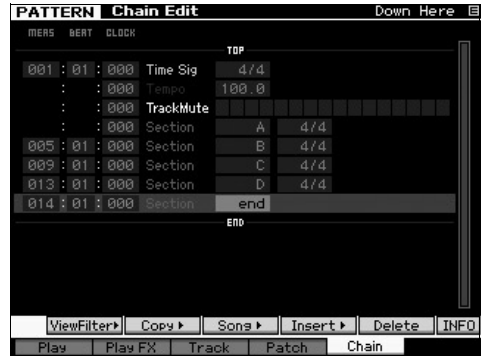 PATTERN Chain Edit Down Here
MEAS BEAT CLOCK
TOP
001 : 01 : 000 Time Sig 4/4
: : 000 Tempo 100.0
: : 000 TrackMute
: : 000 Section A 4/4
005 : 01 : 000 Section B 4/4
009 : 01 : 000 Section C 4/4
013 : 01 : 000 Section D 4/4
014 : 01 : 000 Section end
END
ViewFilter Copy Song Insert Delete INFO
Play Play FX Track Patch Chain